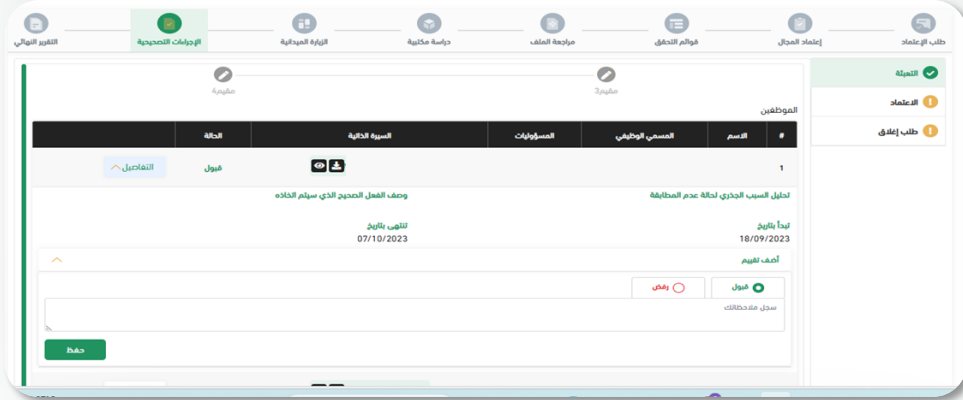 طلب الإعتماد
إعتماد المجال
قوائم التحقق
مراجعة الملف
دراسة مكتبية
الزيارة الميدانية
الإجراءات التصحيحية
التقرير النهائي
التعبئة
الاعتماد
طلب إغلاق
مقيم3
مقيم4
الموظفين
# الاسم المسمي الوظيفي المسؤوليات السيرة الذاتية الحالة
1 قبول التفاصيل
تحليل السبب الجذري لحالة عدم المطابقة وصف الفعل الصحيح الذي سيتم اتخاذه
تبدأ بتاريخ تنتهى بتاريخ
18/09/2023 07/10/2023
أضف تقييم
قبول رفض
سجل ملاحظاتك
حفظ